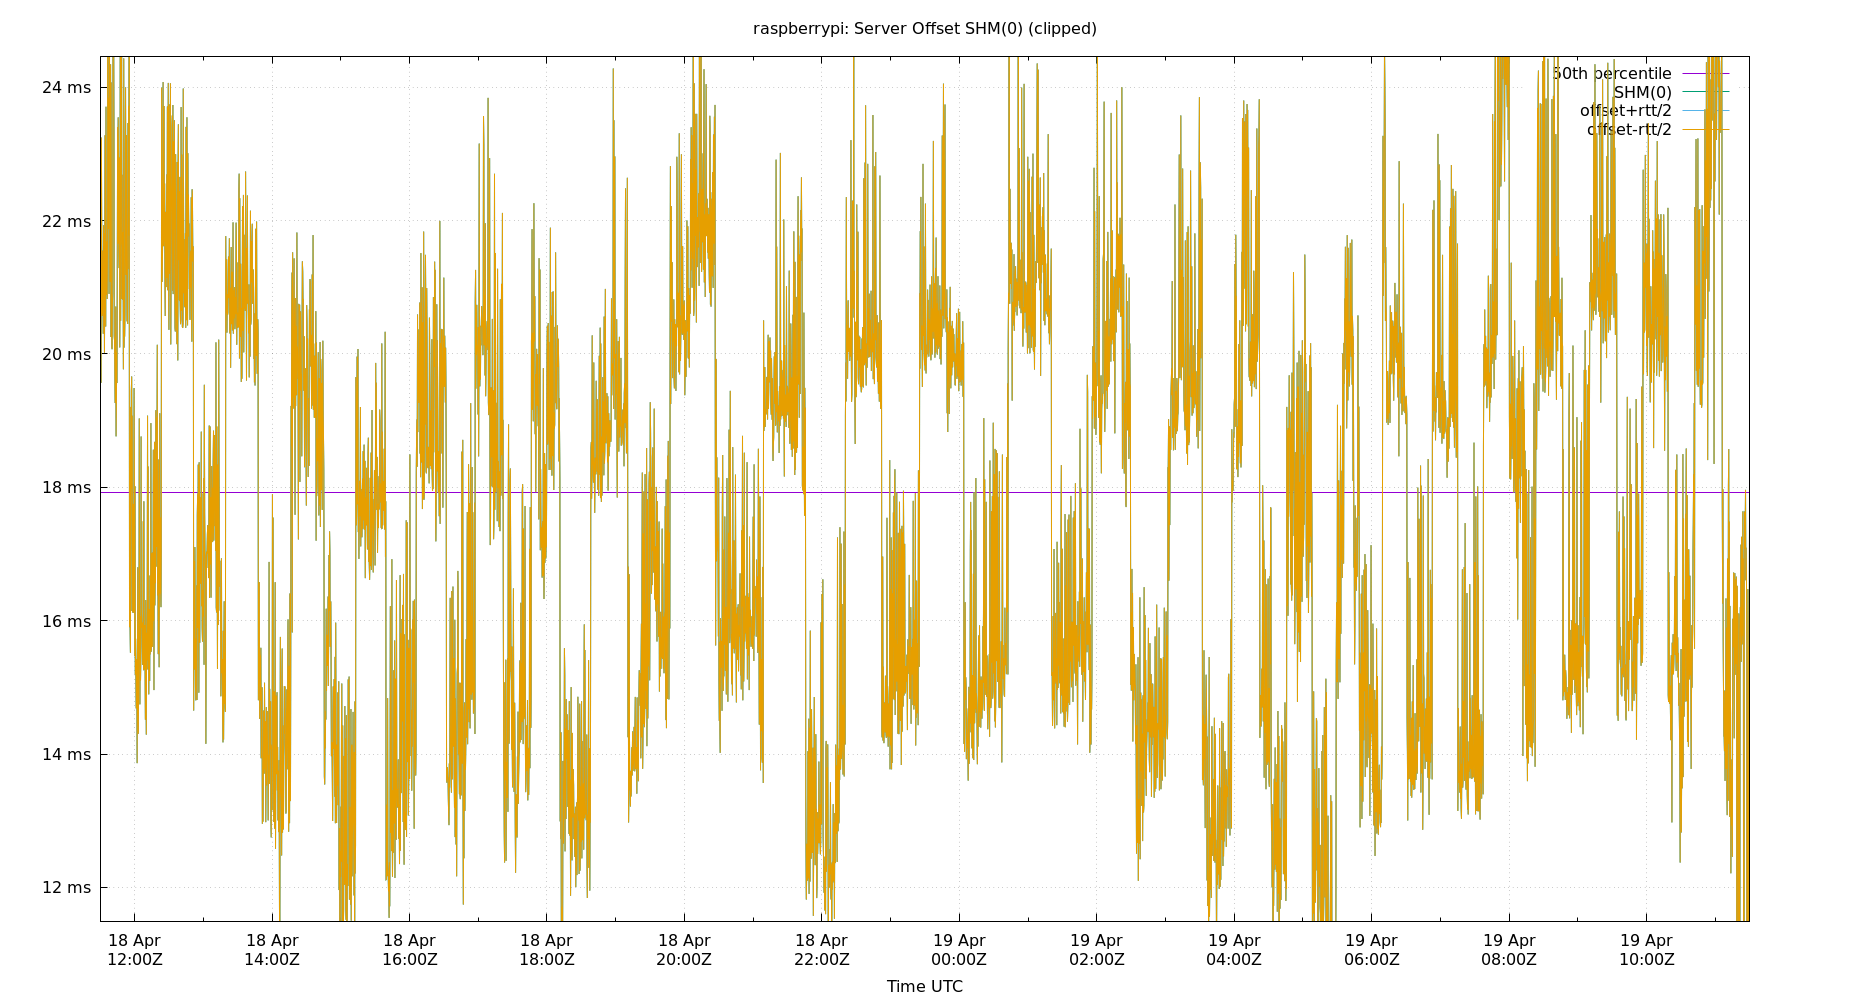 raspberrypi: Server Offset SHM(0) (clipped)
24 ms
22 ms
20 ms
18 ms
16 ms
14 ms
12 ms
50th percentile
SHM(0)
offset+rtt/2
offset-rtt/2
18 Apr 12:00Z
18 Apr 14:00Z
18 Apr 16:00Z
18 Apr 18:00Z
18 Apr 20:00Z
18 Apr 22:00Z
19 Apr 00:00Z
19 Apr 02:00Z
19 Apr 04:00Z
19 Apr 06:00Z
19 Apr 08:00Z
19 Apr 10:00Z
Time UTC